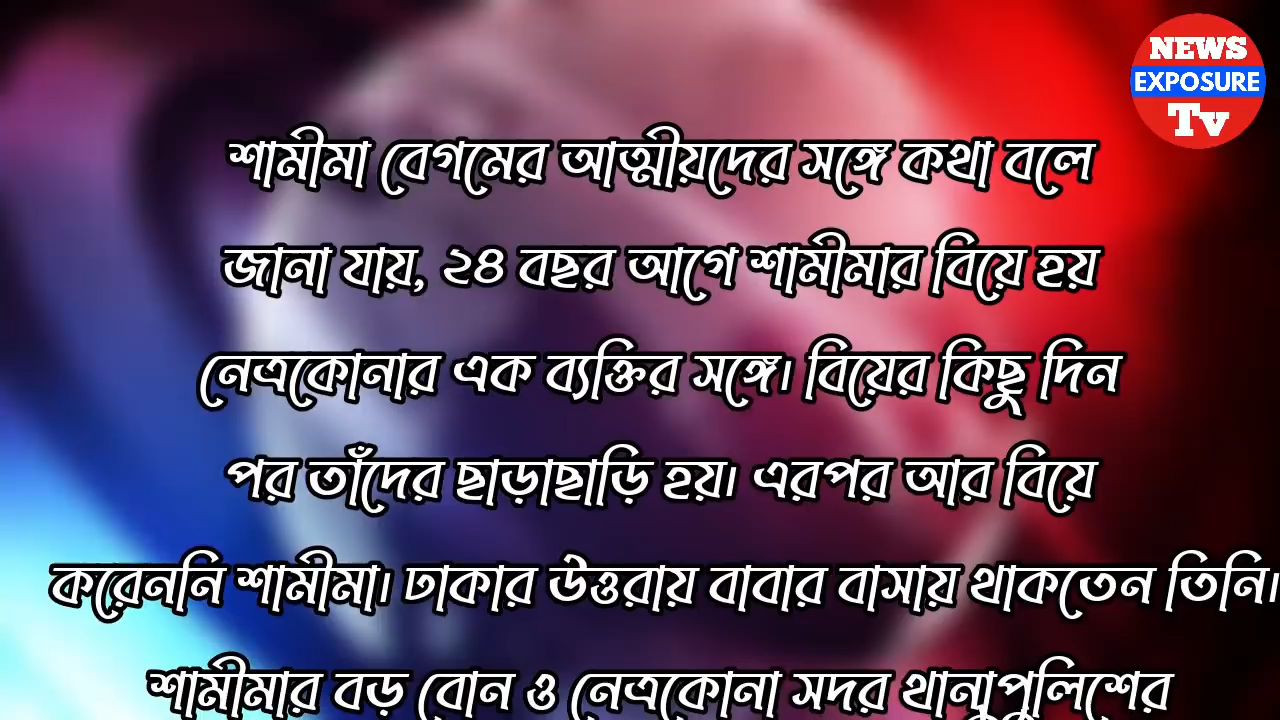 NEWS
EXPOSURE
Tv
শামীমা বেগমের আত্মীয়দের সঙ্গে কথা বলে
জানা যায়, ২৪ বছর আগে শামীমার বিয়ে হয়
নেত্রকোনার এক ব্যক্তির সঙ্গে। বিয়ের কিছু দিন
পর তাঁদের ছাড়াছাড়ি হয়। এরপর আর বিয়ে
করেননি শামীমা। ঢাকার উত্তরায় বাবার বাসায় থাকতেন তিনি।
শামীমার বড় বোন ও নেত্রকোনা সদর থানাপুলিশের